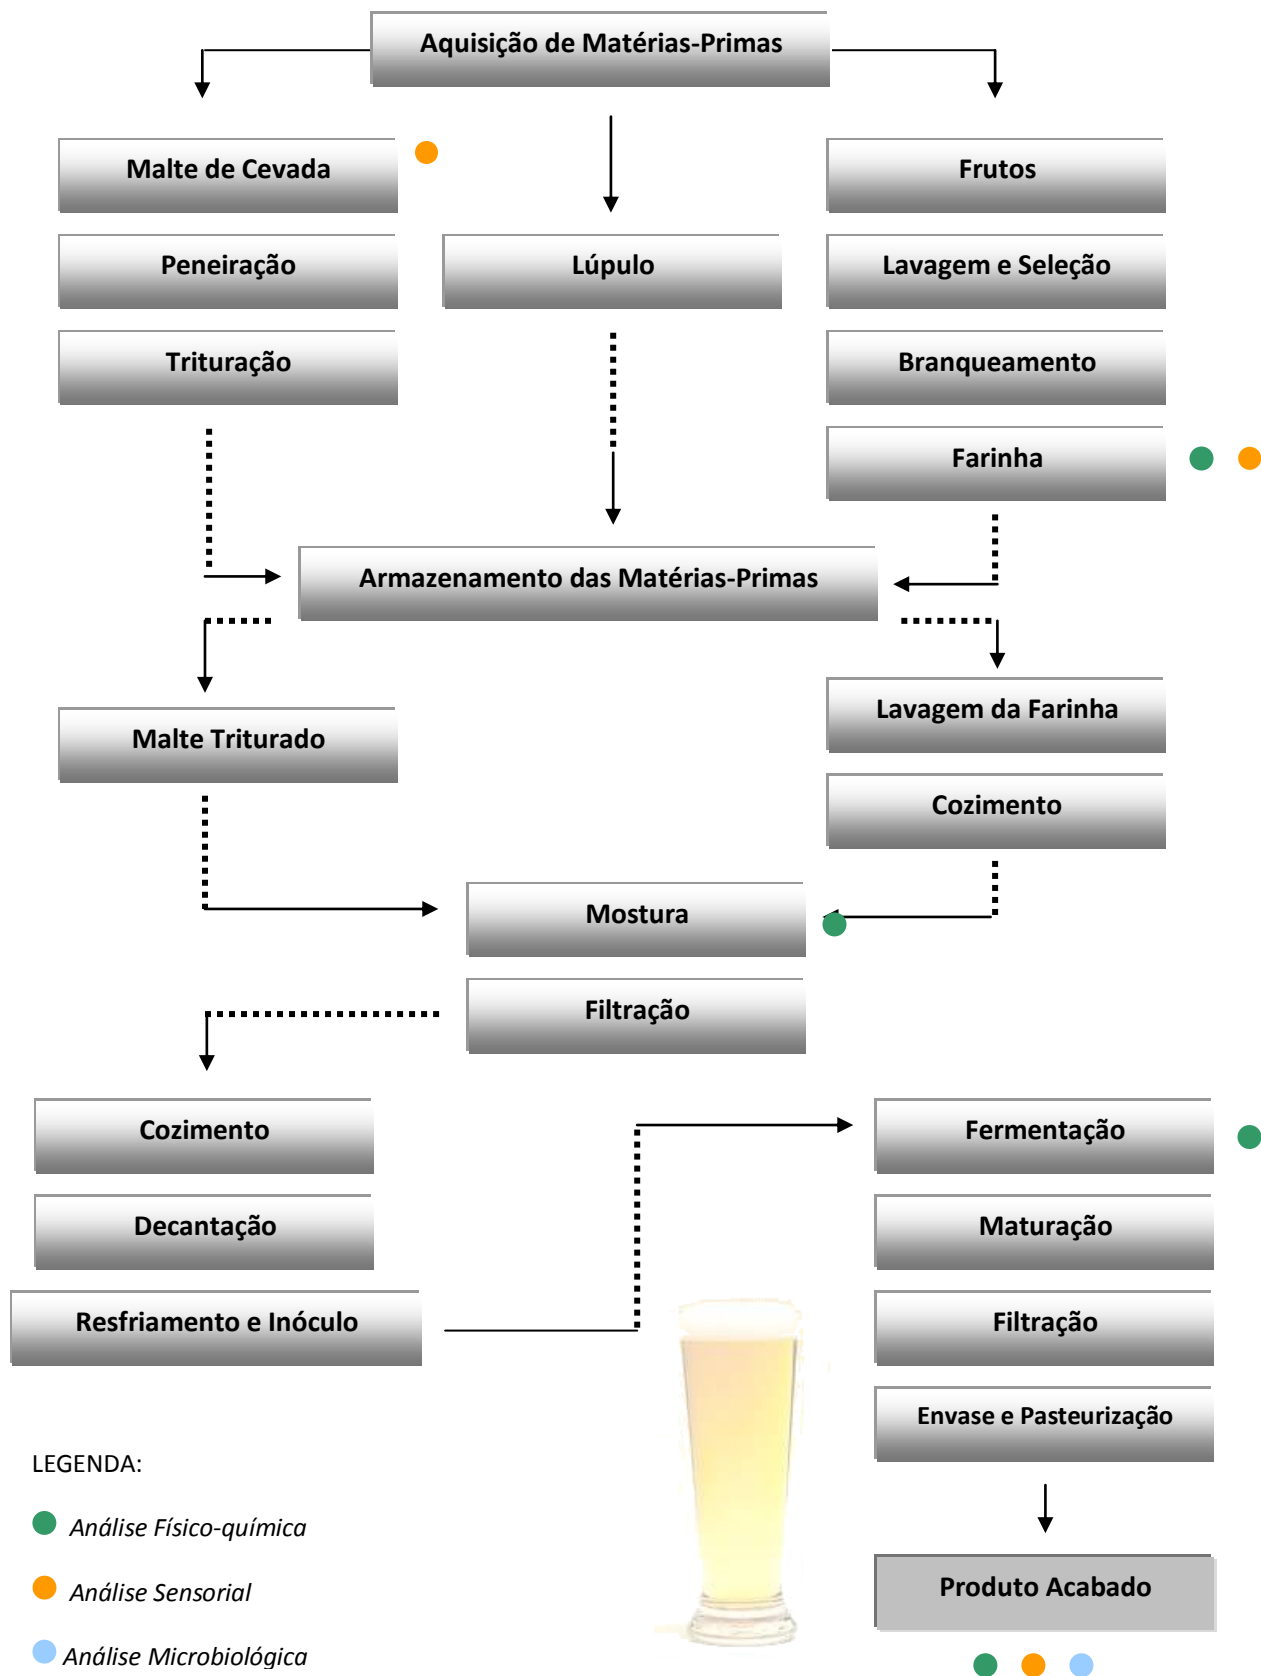 Aquisição de Matérias-Primas
Malte de Cevada
Peneiração
Trituração
Lúpulo
Frutos
Lavagem e Seleção
Branqueamento
Farinha
Armazenamento das Matérias-Primas
Malte Triturado
Lavagem da Farinha
Cozimento
Mostura
Filtração
Cozimento
Decantação
Resfriamento e Inóculo
Fermentação
Maturação
Filtração
Envase e Pasteurização
Produto Acabado
LEGENDA:
Análise Físico-química
Análise Sensorial
Análise Microbiológica